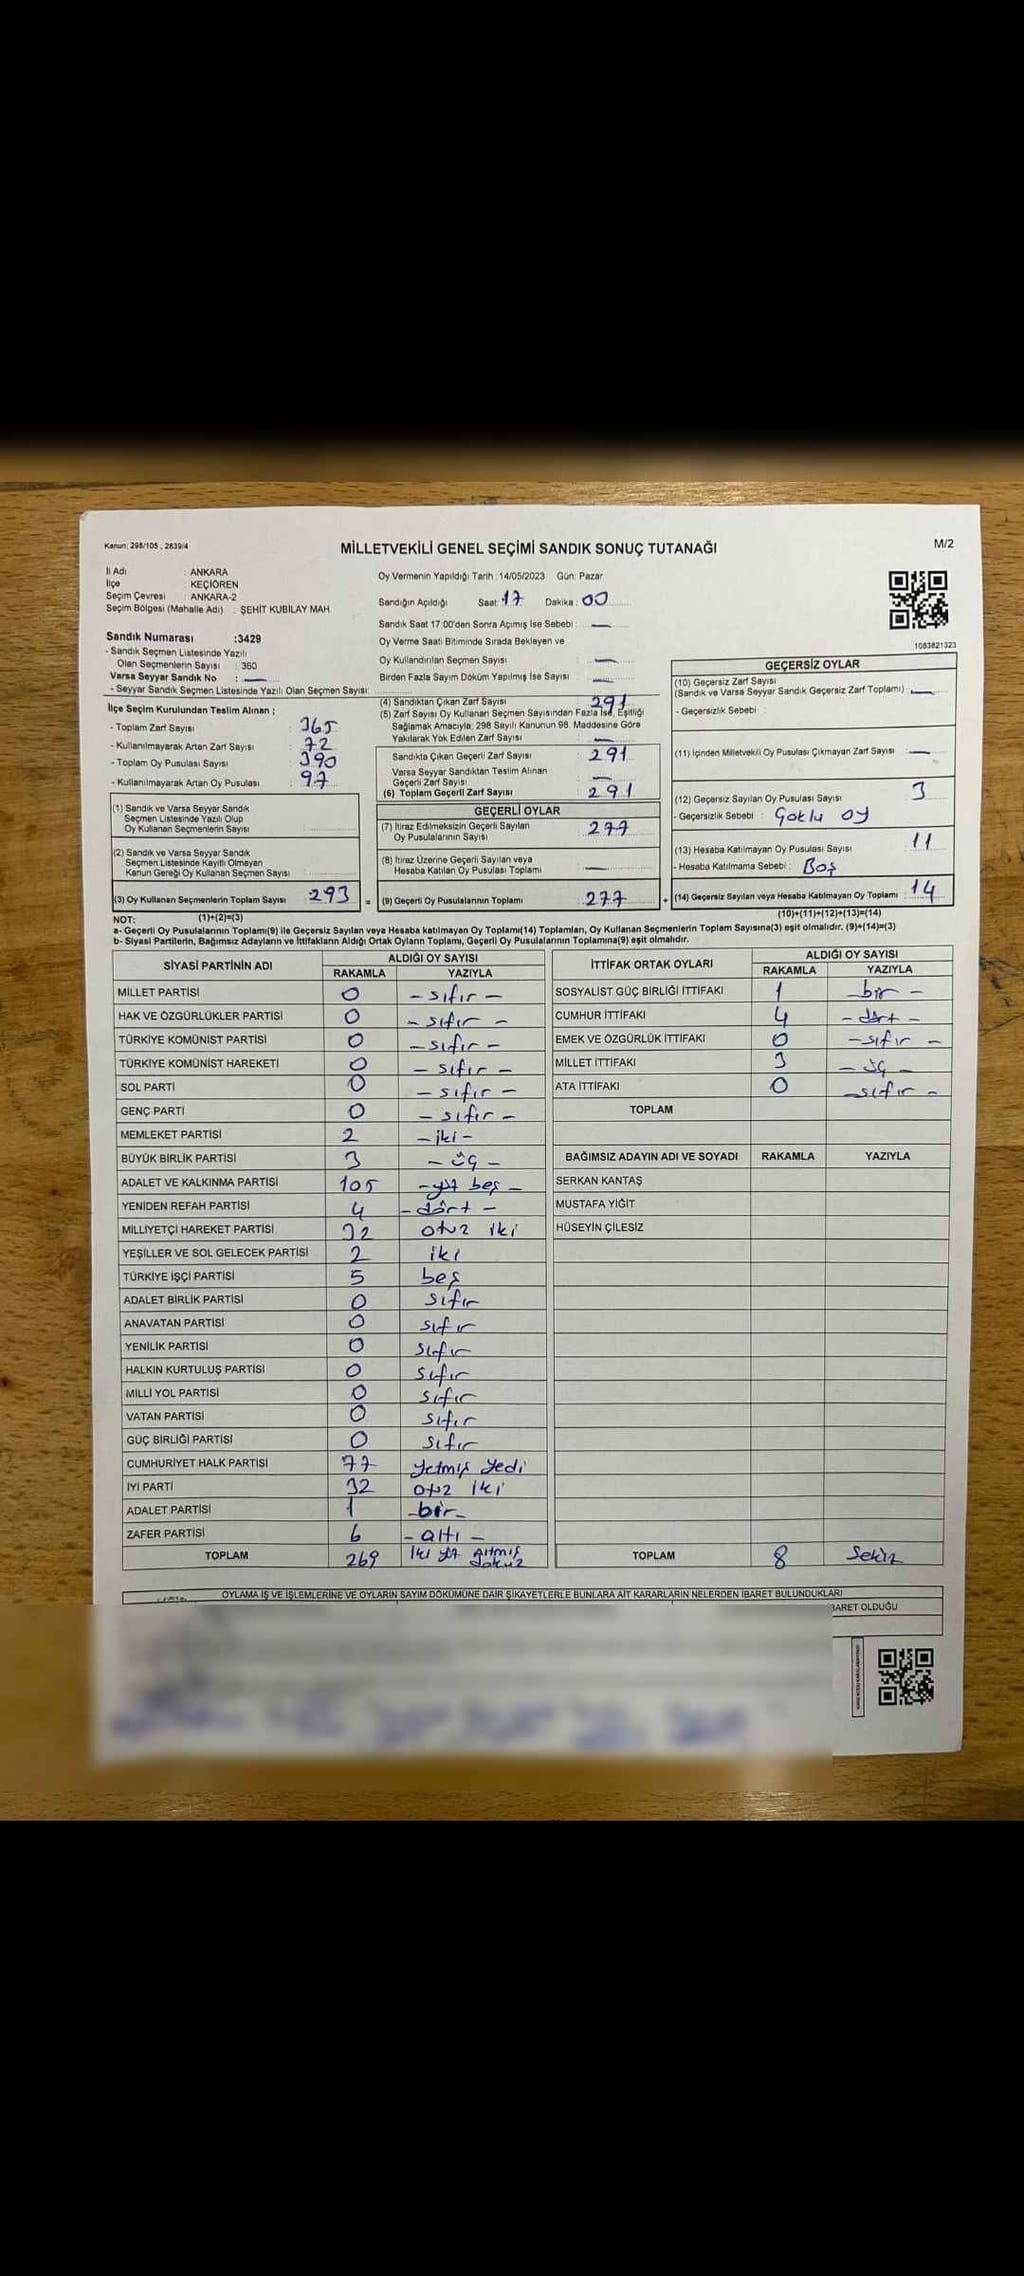 Kanun: 298/105 , 2839/4
MİLLETVEKİLİ GENEL SEÇİMİ SANDIK SONUÇ TUTANAĞI
M/2
İl Adı : ANKARA
İlçe : KEÇİÖREN
Seçim Çevresi : ANKARA-2
Seçim Bölgesi (Mahalle Adı) : ŞEHİT KUBİLAY MAH.
Sandık Numarası :3429
- Sandık Seçmen Listesinde Yazılı
Olan Seçmenlerin Sayısı : 360
Varsa Seyyar Sandık No : —
- Seyyar Sandık Seçmen Listesinde Yazılı Olan Seçmen Sayısı:
Oy Vermenin Yapıldığı Tarih :14/05/2023 Gün: Pazar
Sandığın Açıldığı Saat: 17 Dakika : 00
Sandık Saat 17:00'den Sonra Açımış İse Sebebi : —
Oy Verme Saati Bitiminde Sırada Bekleyen ve
Oy Kullandırılan Seçmen Sayısı : —
Birden Fazla Sayım Döküm Yapılmış İse Sayısı : —
1083821323
İlçe Seçim Kurulundan Teslim Alınan ;
- Toplam Zarf Sayısı : 365
- Kullanılmayarak Artan Zarf Sayısı : 72
- Toplam Oy Pusulası Sayısı : 390
- Kullanılmayarak Artan Oy Pusulası : 97
(1) Sandık ve Varsa Seyyar Sandık
Seçmen Listesinde Yazılı Olup
Oy Kullanan Seçmenlerin Sayısı
(2) Sandık ve Varsa Seyyar Sandık
Seçmen Listesinde Kayıtlı Olmayan
Kanun Gereği Oy Kullanan Seçmen Sayısı
(3) Oy Kullanan Seçmenlerin Toplam Sayısı : 293 =
(1)+(2)=(3)
(4) Sandıktan Çıkan Zarf Sayısı : 291
(5) Zarf Sayısı Oy Kullanan Seçmen Sayısından Fazla İse, Eşitliği
Sağlamak Amacıyla; 298 Sayılı Kanunun 98. Maddesine Göre
Yakılarak Yok Edilen Zarf Sayısı : —
Sandıkta Çıkan Geçerli Zarf Sayısı : 291
Varsa Seyyar Sandıktan Teslim Alınan
Geçerli Zarf Sayısı —
(6) Toplam Geçerli Zarf Sayısı : 291
GEÇERLİ OYLAR
(7) İtiraz Edilmeksizin Geçerli Sayılan
Oy Pusulalarının Sayısı : 277
(8) İtiraz Üzerine Geçerli Sayılan veya
Hesaba Katılan Oy Pusulası Toplamı : —
(9) Geçerli Oy Pusulalarının Toplamı : 277 +
GEÇERSİZ OYLAR
(10) Geçersiz Zarf Sayısı
(Sandık ve Varsa Seyyar Sandık Geçersiz Zarf Toplamı) : —
- Geçersizlik Sebebi :
(11) İçinden Milletvekili Oy Pusulası Çıkmayan Zarf Sayısı : —
(12) Geçersiz Sayılan Oy Pusulası Sayısı : 3
- Geçersizlik Sebebi : Çoklu oy
(13) Hesaba Katılmayan Oy Pusulası Sayısı : 11
- Hesaba Katılmama Sebebi : Boş
(14) Geçersiz Sayılan veya Hesaba Katılmayan Oy Toplamı : 14
(10)+(11)+(12)+(13)=(14)
NOT:
a- Geçerli Oy Pusulalarının Toplamı(9) ile Geçersiz Sayılan veya Hesaba katılmayan Oy Toplamı(14) Toplamları, Oy Kullanan Seçmenlerin Toplam Sayısına(3) eşit olmalıdır. (9)+(14)=(3)
b- Siyasi Partilerin, Bağımsız Adayların ve İttifakların Aldığı Ortak Oyların Toplamı, Geçerli Oy Pusulalarının Toplamına(9) eşit olmalıdır.
SİYASİ PARTİNİN ADI ALDIĞI OY SAYISI
RAKAMLA YAZIYLA
MİLLET PARTİSİ 0 - sıfır -
HAK VE ÖZGÜRLÜKLER PARTİSİ 0 - sıfır -
TÜRKİYE KOMÜNİST PARTİSİ 0 - sıfır -
TÜRKİYE KOMÜNİST HAREKETİ 0 - sıfır -
SOL PARTİ 0 - sıfır -
GENÇ PARTİ 0 - sıfır -
MEMLEKET PARTİSİ 2 - iki -
BÜYÜK BİRLİK PARTİSİ 3 - üç -
ADALET VE KALKINMA PARTİSİ 105 - yüz beş -
YENİDEN REFAH PARTİSİ 4 - dört -
MİLLİYETÇİ HAREKET PARTİSİ 32 otuz iki
YEŞİLLER VE SOL GELECEK PARTİSİ 2 iki
TÜRKİYE İŞÇİ PARTİSİ 5 beş
ADALET BİRLİK PARTİSİ 0 sıfır
ANAVATAN PARTİSİ 0 sıfır
YENİLİK PARTİSİ 0 sıfır
HALKIN KURTULUŞ PARTİSİ 0 sıfır
MİLLİ YOL PARTİSİ 0 sıfır
VATAN PARTİSİ 0 sıfır
GÜÇ BİRLİĞİ PARTİSİ 0 sıfır
CUMHURİYET HALK PARTİSİ 77 yetmiş yedi
İYİ PARTİ 32 otuz iki
ADALET PARTİSİ 1 - bir -
ZAFER PARTİSİ 6 - altı -
TOPLAM 269 iki yüz altmış dokuz
İTTİFAK ORTAK OYLARI ALDIĞI OY SAYISI
RAKAMLA YAZIYLA
SOSYALİST GÜÇ BİRLİĞİ İTTİFAKI 1 - bir -
CUMHUR İTTİFAKI 4 - dört -
EMEK VE ÖZGÜRLÜK İTTİFAKI 0 - sıfır -
MİLLET İTTİFAKI 3 - üç -
ATA İTTİFAKI 0 - sıfır -
TOPLAM
BAĞIMSIZ ADAYIN ADI VE SOYADI RAKAMLA YAZIYLA
SERKAN KANTAŞ
MUSTAFA YİĞİT
HÜSEYİN ÇİLESİZ
TOPLAM 8 Sekiz
OYLAMA İŞ VE İŞLEMLERİNE VE OYLARIN SAYIM DÖKÜMÜNE DAİR ŞİKAYETLERLE BUNLARA AİT KARARLARIN NELERDEN İBARET BULUNDUKLARI
BARET OLDUĞU